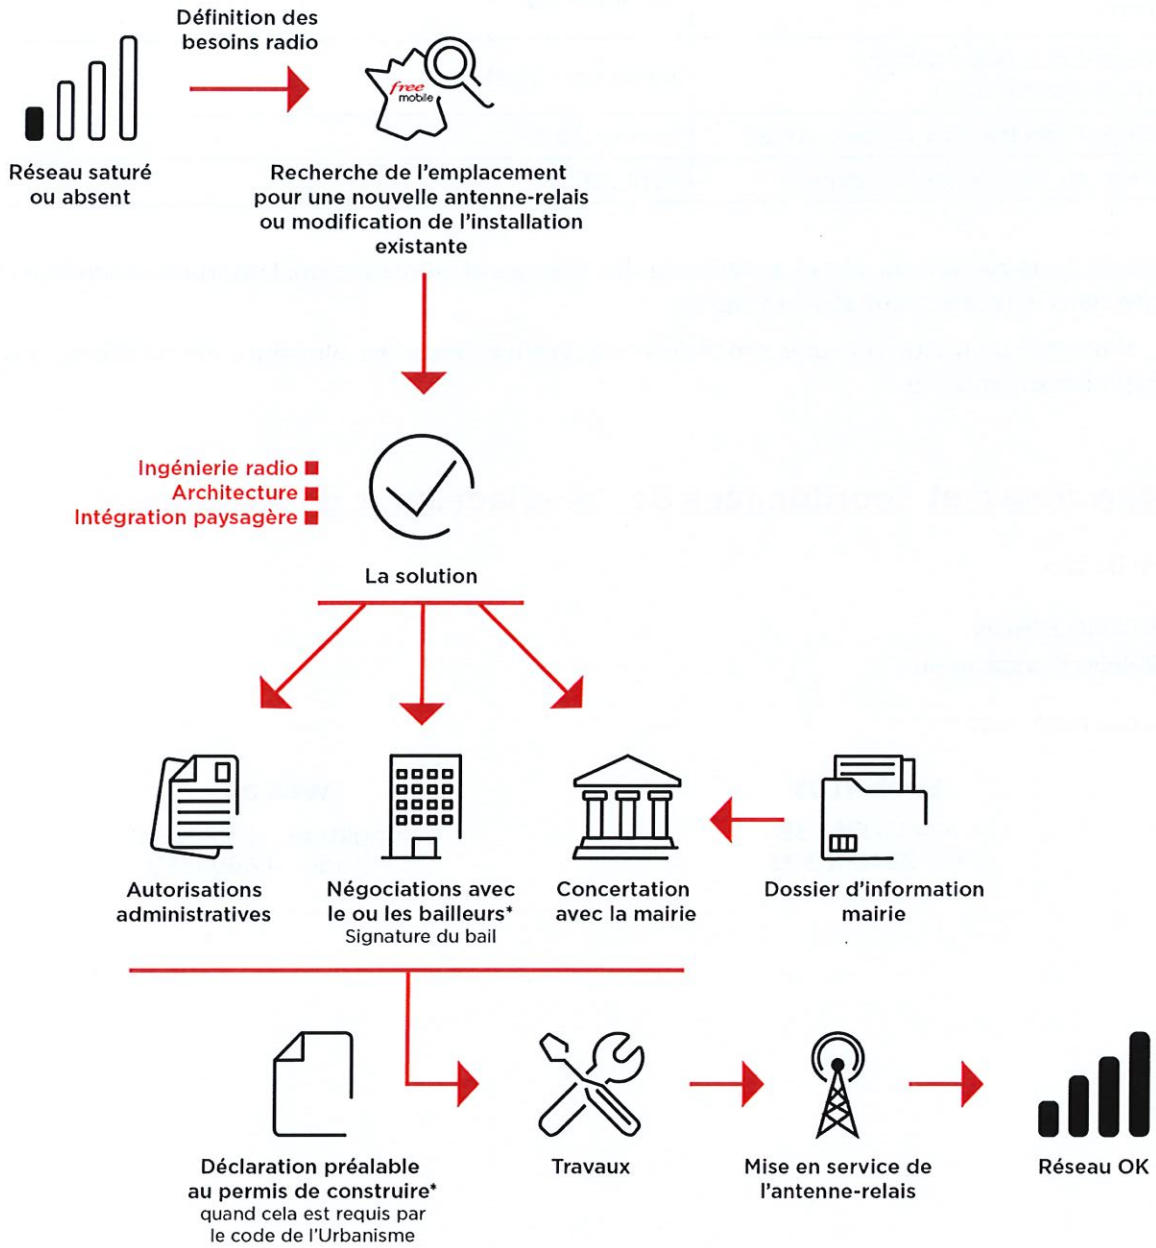 Définition des
besoins radio
free
mobile
Réseau saturé
ou absent
Recherche de l'emplacement
pour une nouvelle antenne-relais
ou modification de l'installation
existante
Ingénierie radio
Architecture
Intégration paysagère
La solution
Autorisations
administratives
Négociations avec
le ou les bailleurs*
Signature du bail
Concertation
avec la mairie
Dossier d'information
mairie
Déclaration préalable
au permis de construire*
quand cela est requis par
le code de l'Urbanisme
Travaux
Mise en service de
l'antenne-relais
Réseau OK